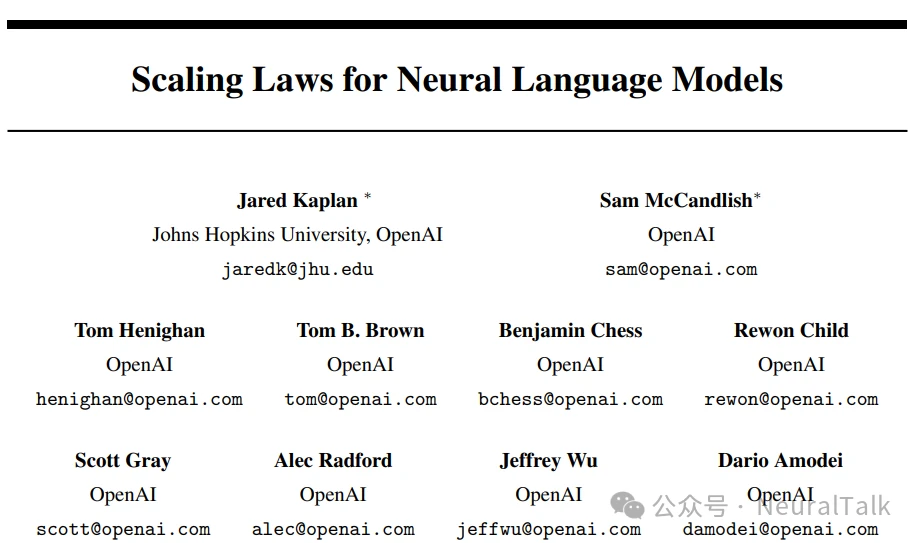 Scaling Laws for Neural Language Models
Jared Kaplan * Sam McCandlish*
Johns Hopkins University, OpenAI OpenAI
jaredk@jhu.edu sam@openai.com
Tom Henighan Tom B. Brown Benjamin Chess Rewon Child
OpenAI OpenAI OpenAI OpenAI
henighan@openai.com tom@openai.com bchess@openai.com rewon@openai.com
Scott Gray Alec Radford Jeffrey Wu Dario Amodei
OpenAI OpenAI OpenAI OpenAI
公众号 · NeuralTalk
scott@openai.com alec@openai.com jeffwu@openai.com damodei@openai.com